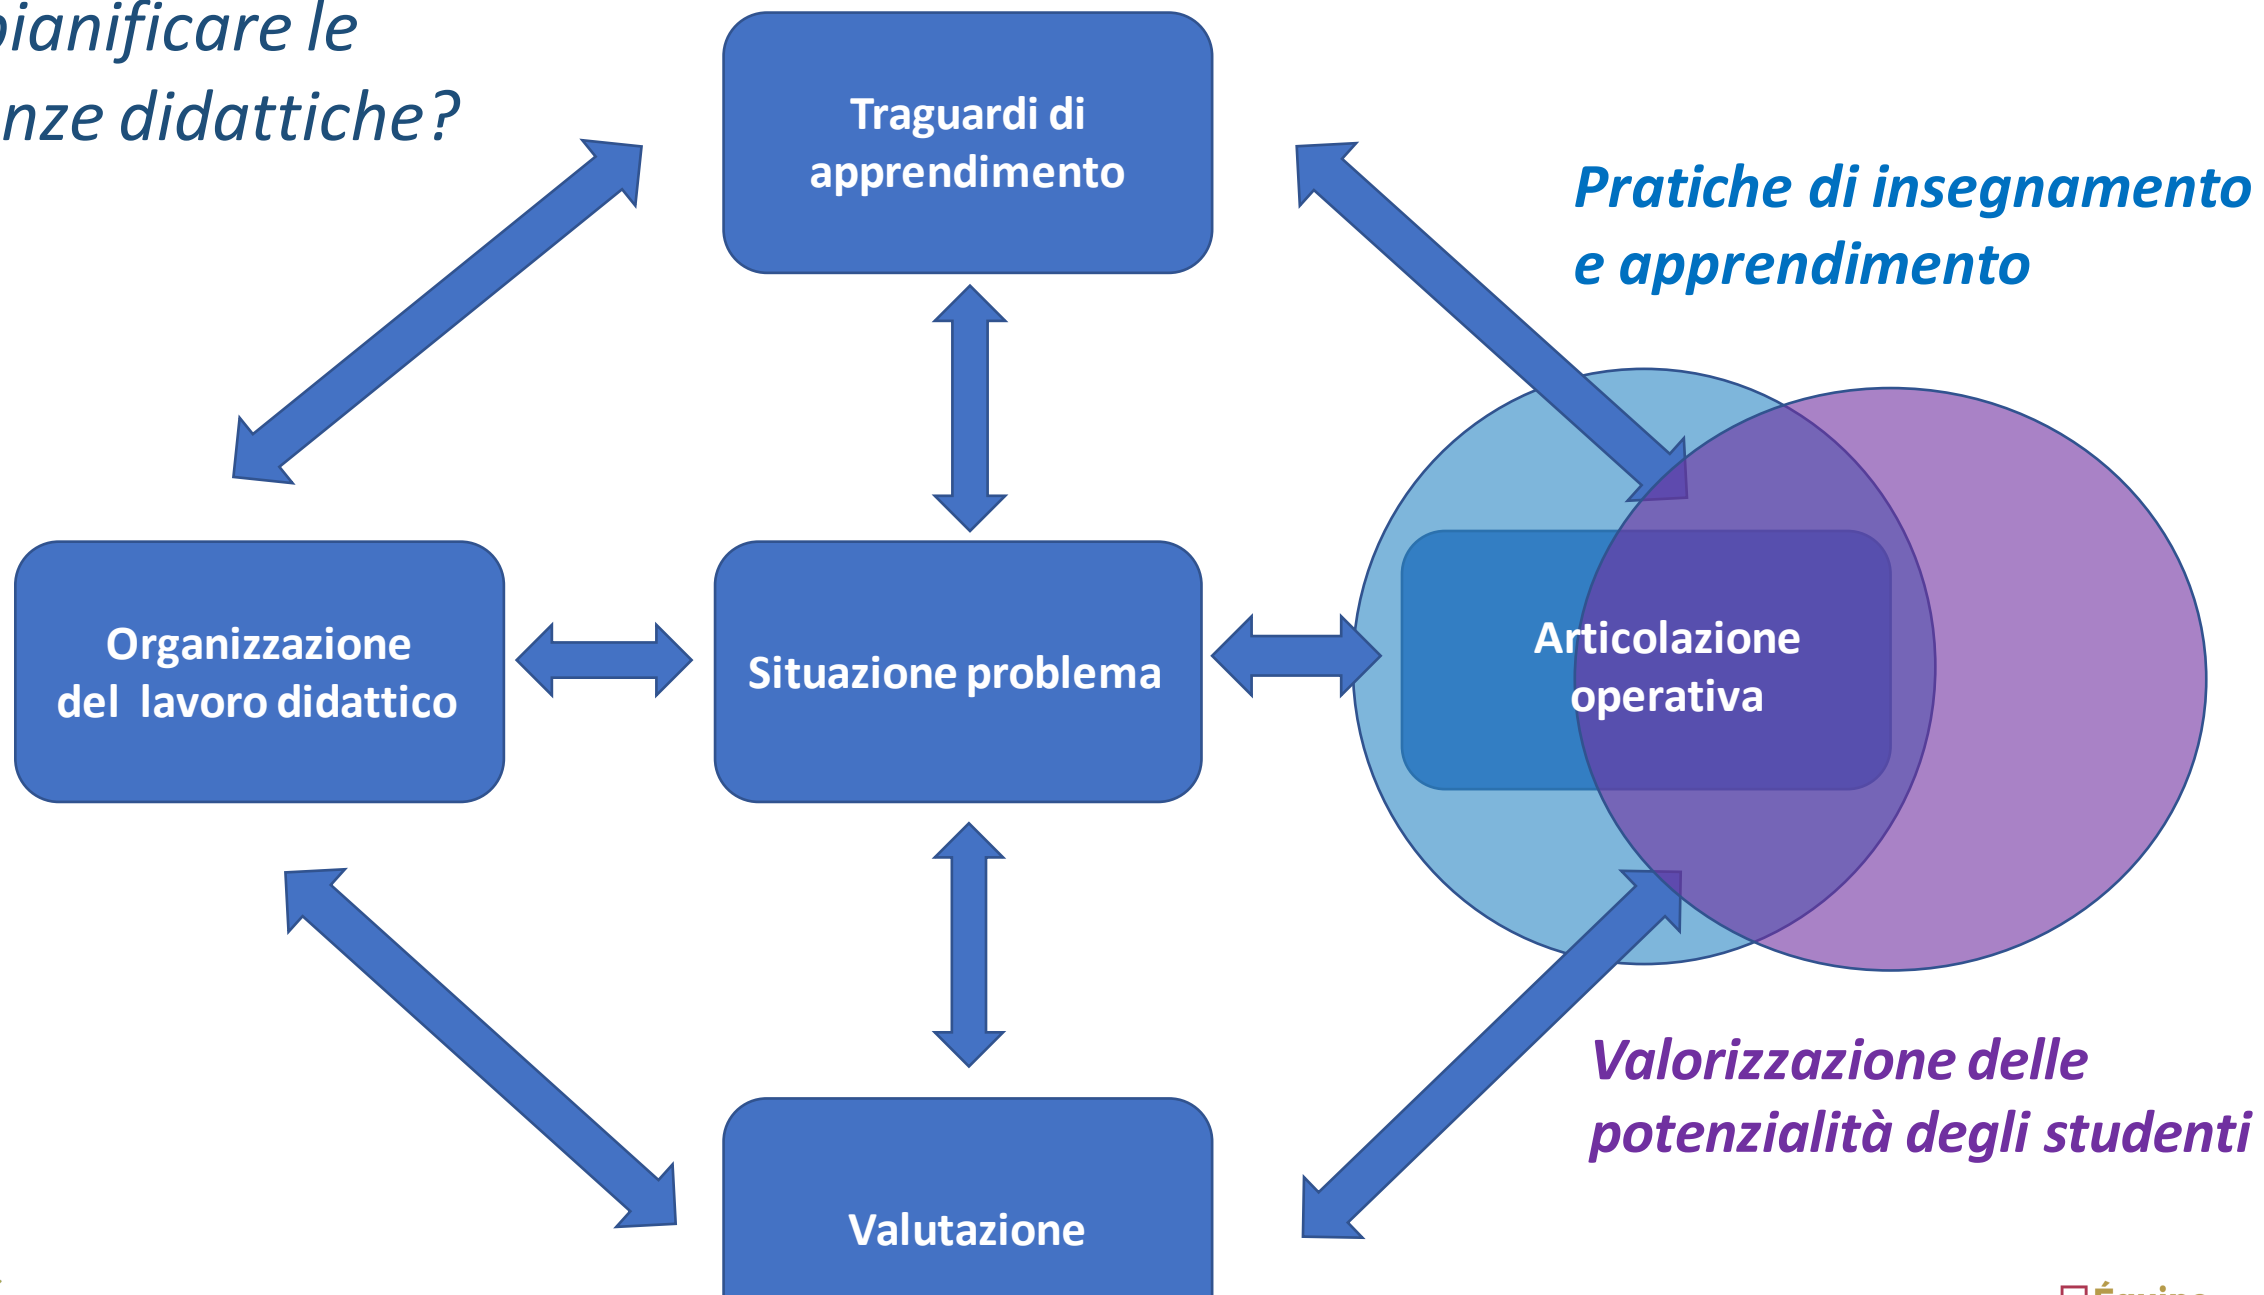 pianificare le
nze didattiche?
Traguardi di
apprendimento
Pratiche di insegnamento
e apprendimento
Organizzazione
del lavoro didattico
Situazione problema
Articolazione
operativa
Valorizzazione delle
potenzialità degli studenti
Valutazione